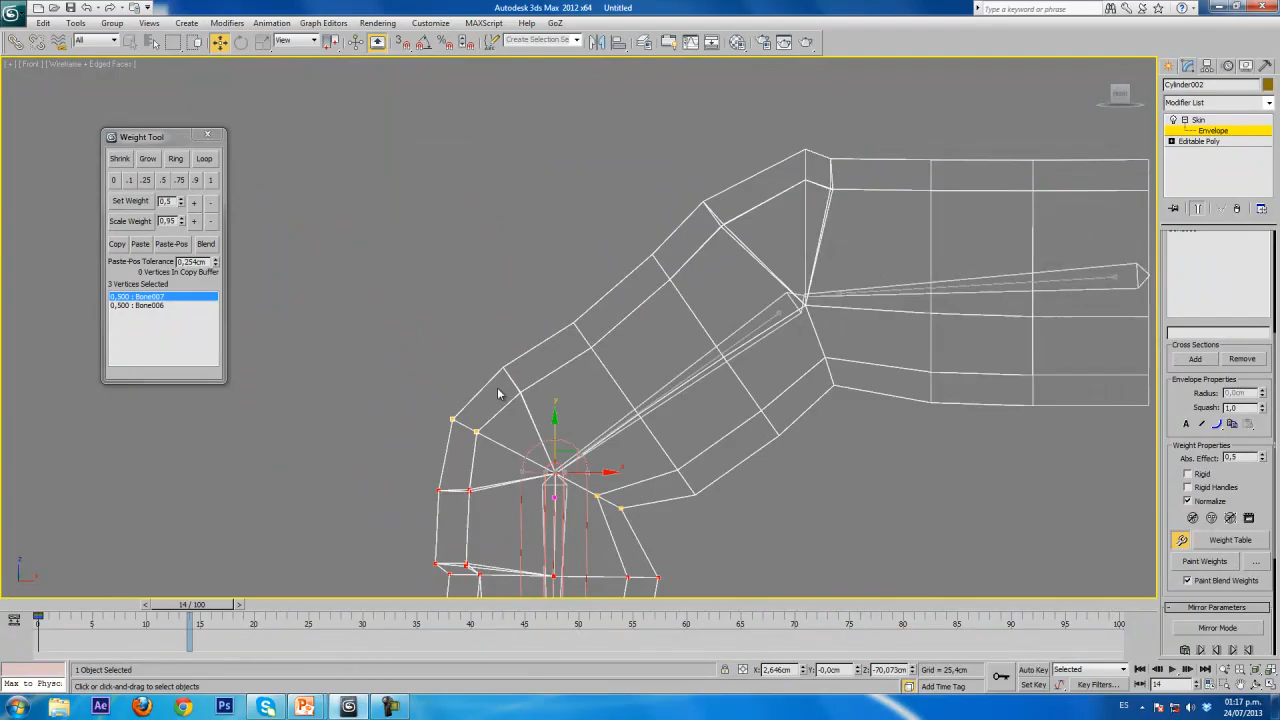 Autodesk 3ds Max 2012 x64 Untitled
Type a keyword or phrase
Edit Tools Group Views Create Modifiers Animation Graph Editors Rendering Customize MAXScript Help GoZ
All View Create Selection Se
[ + ] [ Front ] [ Wireframe + Edged Faces ]
FRONT
Weight Tool
Shrink Grow Ring Loop
0 .1 .25 .5 .75 .9 1
Set Weight 0,5 + -
Scale Weight 0,95 + -
Copy Paste Paste-Pos Blend
Paste-Pos Tolerance 0,254cm
0 Vertices In Copy Buffer
3 Vertices Selected
0,500 : Bone007
0,500 : Bone006
Cylinder002
Modifier List
Skin
Envelope
Editable Poly
Cross Sections
Add Remove
Envelope Properties
Radius: 0,0cm
Squash: 1,0
Weight Properties
Abs. Effect: 0,5
Rigid
Rigid Handles
Normalize
Weight Table
Paint Weights ...
Paint Blend Weights
Mirror Parameters
Mirror Mode
y
x
z
x
< 14 / 100 >
0 5 10 15 20 25 30 35 40 45 50 55 60 65 70 75 80 85 90 95 100
1 Object Selected X: 2,646cm Y: -0,0cm Z: -70,073cm Grid = 25,4cm Auto Key Selected
Max to Physc Click or click-and-drag to select objects Add Time Tag Set Key Key Filters... 14
Ae Ps ES 01:17 p.m.
24/07/2013